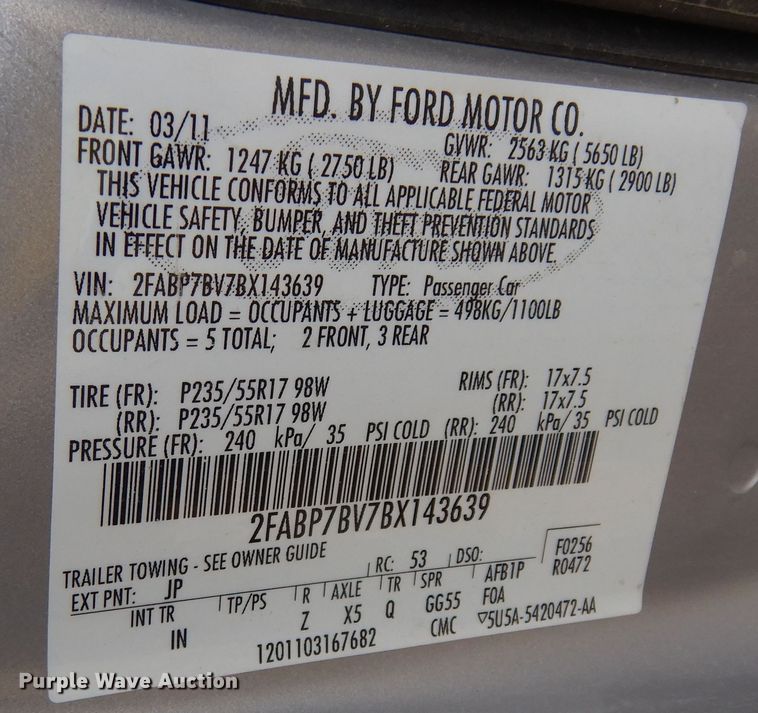 MFD. BY FORD MOTOR CO.
DATE: 03/11 GVWR: 2563 KG ( 5650 LB)
FRONT GAWR: 1247 KG ( 2750 LB) REAR GAWR: 1315 KG ( 2900 LB)
THIS VEHICLE CONFORMS TO ALL APPLICABLE FEDERAL MOTOR
VEHICLE SAFETY, BUMPER, AND THEFT PREVENTION STANDARDS
IN EFFECT ON THE DATE OF MANUFACTURE SHOWN ABOVE.
VIN: 2FABP7BV7BX143639 TYPE: Passenger Car
MAXIMUM LOAD = OCCUPANTS + LUGGAGE = 498KG/1100LB
OCCUPANTS = 5 TOTAL; 2 FRONT, 3 REAR
TIRE (FR): P235/55R17 98W RIMS (FR): 17x7.5
(RR): P235/55R17 98W (RR): 17x7.5
PRESSURE (FR): 240 kPa/ 35 PSI COLD (RR): 240 kPa/ 35 PSI COLD
2FABP7BV7BX143639
TRAILER TOWING - SEE OWNER GUIDE
EXT PNT: JP RC: 53 DSO: F0256
R0472
INT TR TP/PS R AXLE TR SPR AFB1P
IN Z X5 Q GG55 FOA
1201103167682 CMC ▽5U5A-5420472-AA
Purple Wave Auction